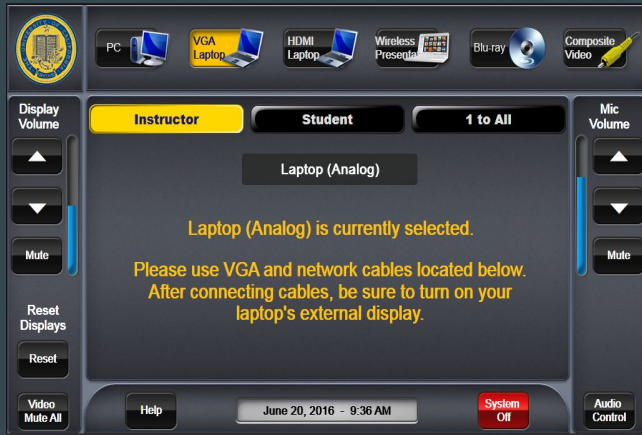 PC
VGA
Laptop
HDMI
Laptop
Wireless
Blu-ray
Composite
Video
Display
Volume
Instructor
Student
1 to All
Mic
Volume
Laptop (Analog)
Laptop (Analog) is currently selected.
Mute
Mute
Please use VGA and network cables located below.
After connecting cables, be sure to turn on your
laptop's external display.
Reset
Displays
Reset
Video
Mute All
Help
June 20, 2016 - 9:36 AM
System
Off
Audio
Control